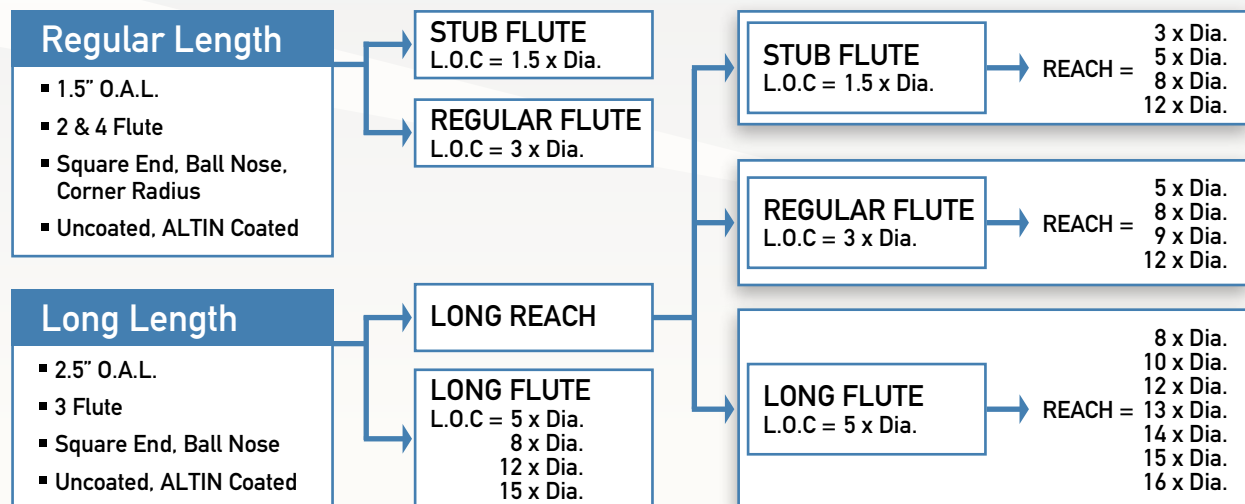 Regular Length
▪ 1.5” O.A.L.
▪ 2 & 4 Flute
▪ Square End, Ball Nose,
Corner Radius
▪ Uncoated, ALTIN Coated
STUB FLUTE
L.O.C = 1.5 x Dia.
REGULAR FLUTE
L.O.C = 3 x Dia.
Long Length
▪ 2.5” O.A.L.
▪ 3 Flute
▪ Square End, Ball Nose
▪ Uncoated, ALTIN Coated
LONG REACH
LONG FLUTE
L.O.C = 5 x Dia.
8 x Dia.
12 x Dia.
15 x Dia.
STUB FLUTE
L.O.C = 1.5 x Dia.
REACH =
3 x Dia.
5 x Dia.
8 x Dia.
12 x Dia.
REGULAR FLUTE
L.O.C = 3 x Dia.
REACH =
5 x Dia.
8 x Dia.
9 x Dia.
12 x Dia.
LONG FLUTE
L.O.C = 5 x Dia.
REACH =
8 x Dia.
10 x Dia.
12 x Dia.
13 x Dia.
14 x Dia.
15 x Dia.
16 x Dia.